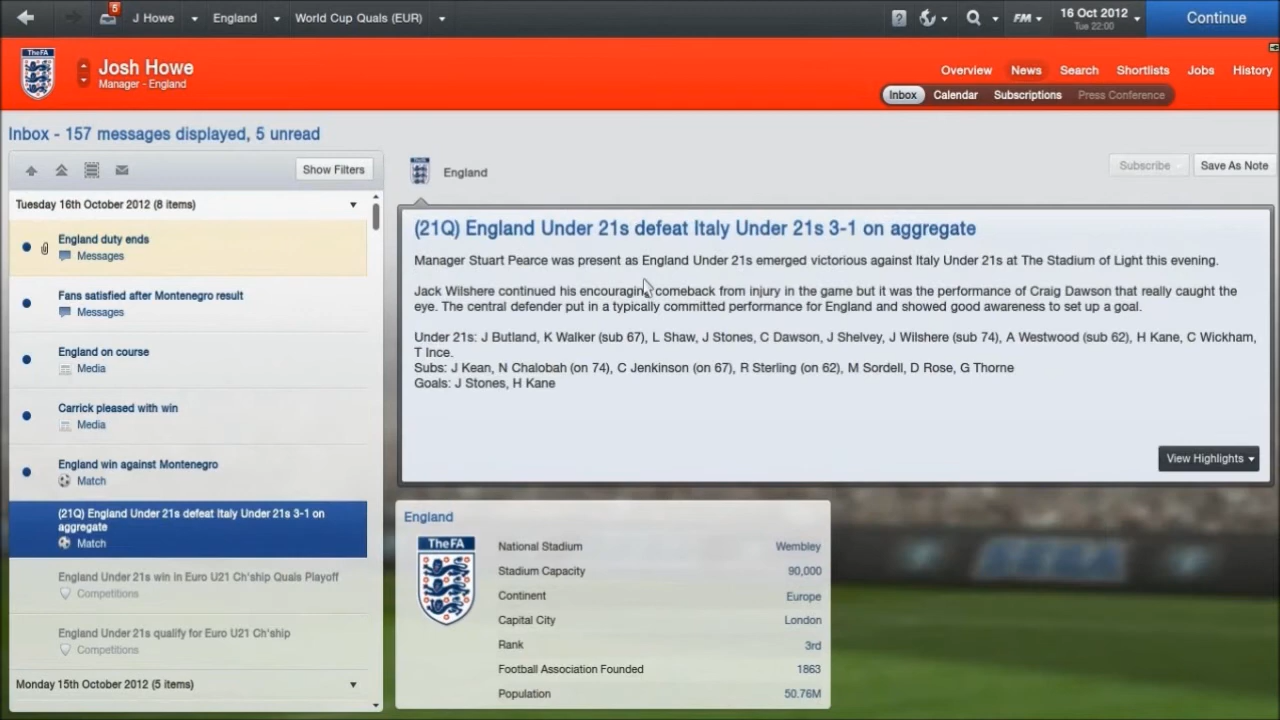 5
J Howe
England
World Cup Quals (EUR)
?
FM
16 Oct 2012
Tue 22:00
Continue
TheFA
Josh Howe
Manager - England
Overview
News
Search
Shortlists
Jobs
History
Inbox
Calendar
Subscriptions
Press Conference
Inbox - 157 messages displayed, 5 unread
Show Filters
Tuesday 16th October 2012 (8 items)
England duty ends
Messages
Fans satisfied after Montenegro result
Messages
England on course
Media
Carrick pleased with win
Media
England win against Montenegro
Match
(21Q) England Under 21s defeat Italy Under 21s 3-1 on
aggregate
Match
England Under 21s win in Euro U21 Ch'ship Quals Playoff
Competitions
England Under 21s qualify for Euro U21 Ch'ship
Competitions
Monday 15th October 2012 (5 items)
England
Subscribe
Save As Note
(21Q) England Under 21s defeat Italy Under 21s 3-1 on aggregate
Manager Stuart Pearce was present as England Under 21s emerged victorious against Italy Under 21s at The Stadium of Light this evening.
Jack Wilshere continued his encouraging comeback from injury in the game but it was the performance of Craig Dawson that really caught the
eye. The central defender put in a typically committed performance for England and showed good awareness to set up a goal.
Under 21s: J Butland, K Walker (sub 67), L Shaw, J Stones, C Dawson, J Shelvey, J Wilshere (sub 74), A Westwood (sub 62), H Kane, C Wickham,
T Ince.
Subs: J Kean, N Chalobah (on 74), C Jenkinson (on 67), R Sterling (on 62), M Sordell, D Rose, G Thorne
Goals: J Stones, H Kane
View Highlights
England
TheFA
National Stadium Wembley
Stadium Capacity 90,000
Continent Europe
Capital City London
Rank 3rd
Football Association Founded 1863
Population 50.76M
SEGA